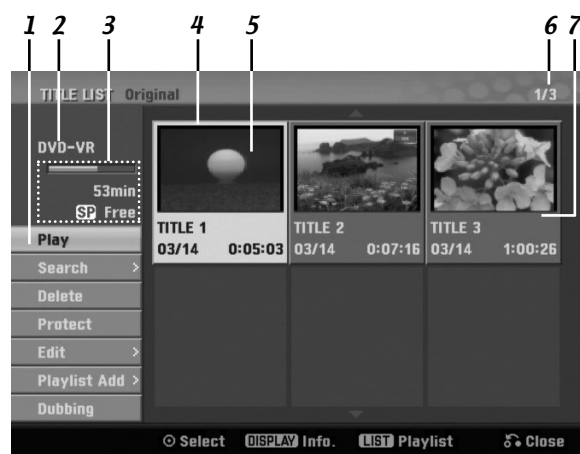 1 2 3 4 5 6 7
TITLE LIST Original 1/3
DVD-VR
53min
SP Free
Play
Search >
Delete
Protect
Edit >
Playlist Add >
Dubbing
TITLE 1
03/14 0:05:03
TITLE 2
03/14 0:07:16
TITLE 3
03/14 1:00:26
Select DISPLAY Info. LIST Playlist Close